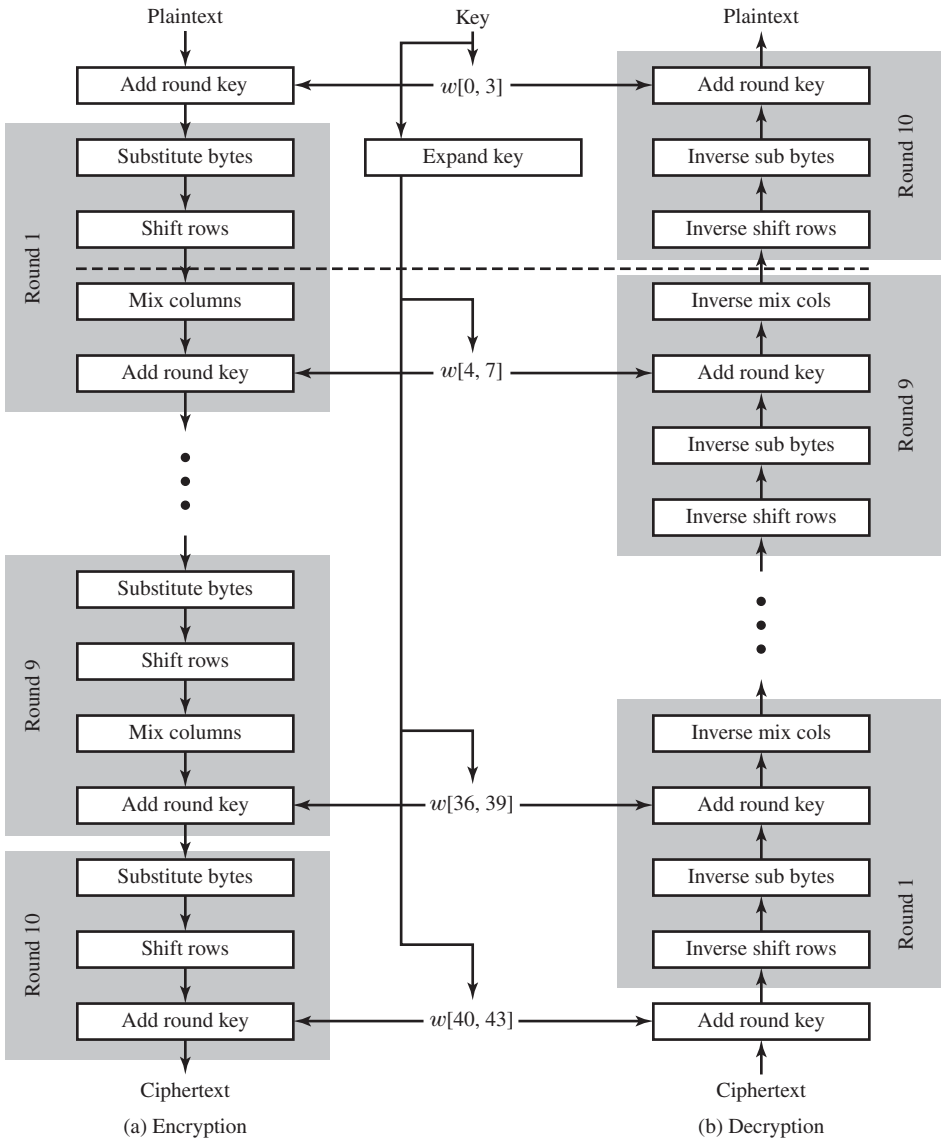 Plaintext
Key
Plaintext
Add round key
w[0, 3]
Add round key
Substitute bytes
Expand key
Inverse sub bytes
Round 10
Shift rows
Inverse shift rows
Round 1
Mix columns
Inverse mix cols
Add round key
w[4, 7]
Add round key
Round 9
Inverse sub bytes
Inverse shift rows
Substitute bytes
Shift rows
Round 9
Mix columns
Inverse mix cols
Add round key
w[36, 39]
Add round key
Substitute bytes
Inverse sub bytes
Round 1
Shift rows
Inverse shift rows
Round 10
Add round key
w[40, 43]
Add round key
Ciphertext
Ciphertext
(a) Encryption
(b) Decryption